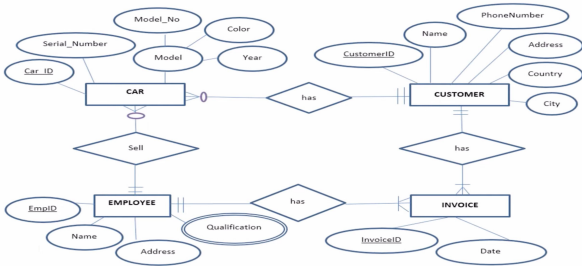 Model_No
Color
PhoneNumber
Serial_Number
Name
Address
Model
Year
CustomerID
Car_ID
Country
CAR
has
CUSTOMER
City
Sell
has
EmpID
EMPLOYEE
has
INVOICE
Name
Qualification
Address
InvoiceID
Date